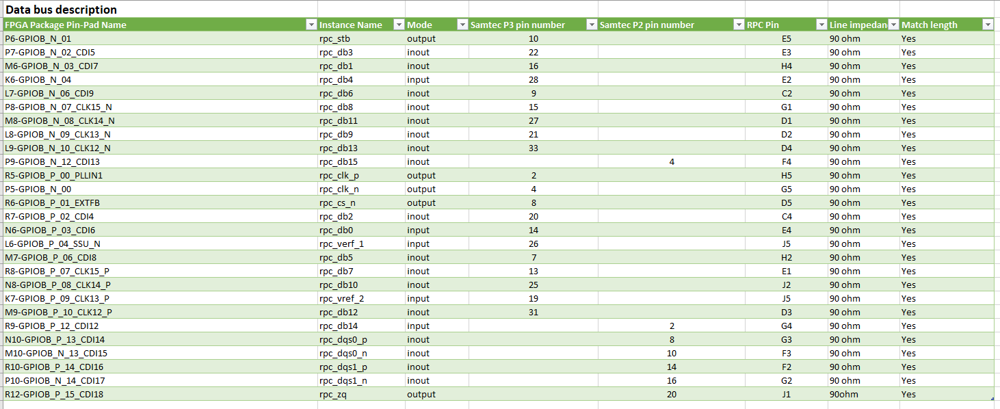 Data bus description
FPGA Package Pin-Pad Name Instance Name Mode Samtec P3 pin number Samtec P2 pin number RPC Pin Line impedan Match length
P6-GPIOB_N_01 rpc_stb output 10 E5 90 ohm Yes
P7-GPIOB_N_02_CDI5 rpc_db3 inout 22 E3 90 ohm Yes
M6-GPIOB_N_03_CDI7 rpc_db1 inout 16 H4 90 ohm Yes
K6-GPIOB_N_04 rpc_db4 input 28 E2 90 ohm Yes
L7-GPIOB_N_06_CDI9 rpc_db6 inout 9 C2 90 ohm Yes
P8-GPIOB_N_07_CLK15_N rpc_db8 inout 15 G1 90 ohm Yes
M8-GPIOB_N_08_CLK14_N rpc_db11 inout 27 D1 90 ohm Yes
L8-GPIOB_N_09_CLK13_N rpc_db9 inout 21 D2 90 ohm Yes
L9-GPIOB_N_10_CLK12_N rpc_db13 inout 33 D4 90 ohm Yes
P9-GPIOB_N_12_CDI13 rpc_db15 inout 4 F4 90 ohm Yes
R5-GPIOB_P_00_PLLIN1 rpc_clk_p output 2 H5 90 ohm Yes
P5-GPIOB_N_00 rpc_clk_n output 4 G5 90 ohm Yes
R6-GPIOB_P_01_EXTFB rpc_cs_n output 8 D5 90 ohm Yes
R7-GPIOB_P_02_CDI4 rpc_db2 inout 20 C4 90 ohm Yes
N6-GPIOB_P_03_CDI6 rpc_db0 input 14 E4 90 ohm Yes
L6-GPIOB_P_04_SSU_N rpc_verf_1 input 26 J5 90 ohm Yes
M7-GPIOB_P_06_CDI8 rpc_db5 inout 7 H2 90 ohm Yes
R8-GPIOB_P_07_CLK15_P rpc_db7 inout 13 E1 90 ohm Yes
N8-GPIOB_P_08_CLK14_P rpc_db10 inout 25 J2 90 ohm Yes
K7-GPIOB_P_09_CLK13_P rpc_vref_2 input 19 J5 90 ohm Yes
M9-GPIOB_P_10_CLK12_P rpc_db12 inout 31 D3 90 ohm Yes
R9-GPIOB_P_12_CDI12 rpc_db14 input 2 G4 90 ohm Yes
N10-GPIOB_P_13_CDI14 rpc_dqs0_p inout 8 G3 90 ohm Yes
M10-GPIOB_N_13_CDI15 rpc_dqs0_n inout 10 F3 90 ohm Yes
R10-GPIOB_P_14_CDI16 rpc_dqs1_p inout 14 F2 90 ohm Yes
P10-GPIOB_N_14_CDI17 rpc_dqs1_n inout 16 G2 90 ohm Yes
R12-GPIOB_P_15_CDI18 rpc_zq output 20 J1 90ohm Yes